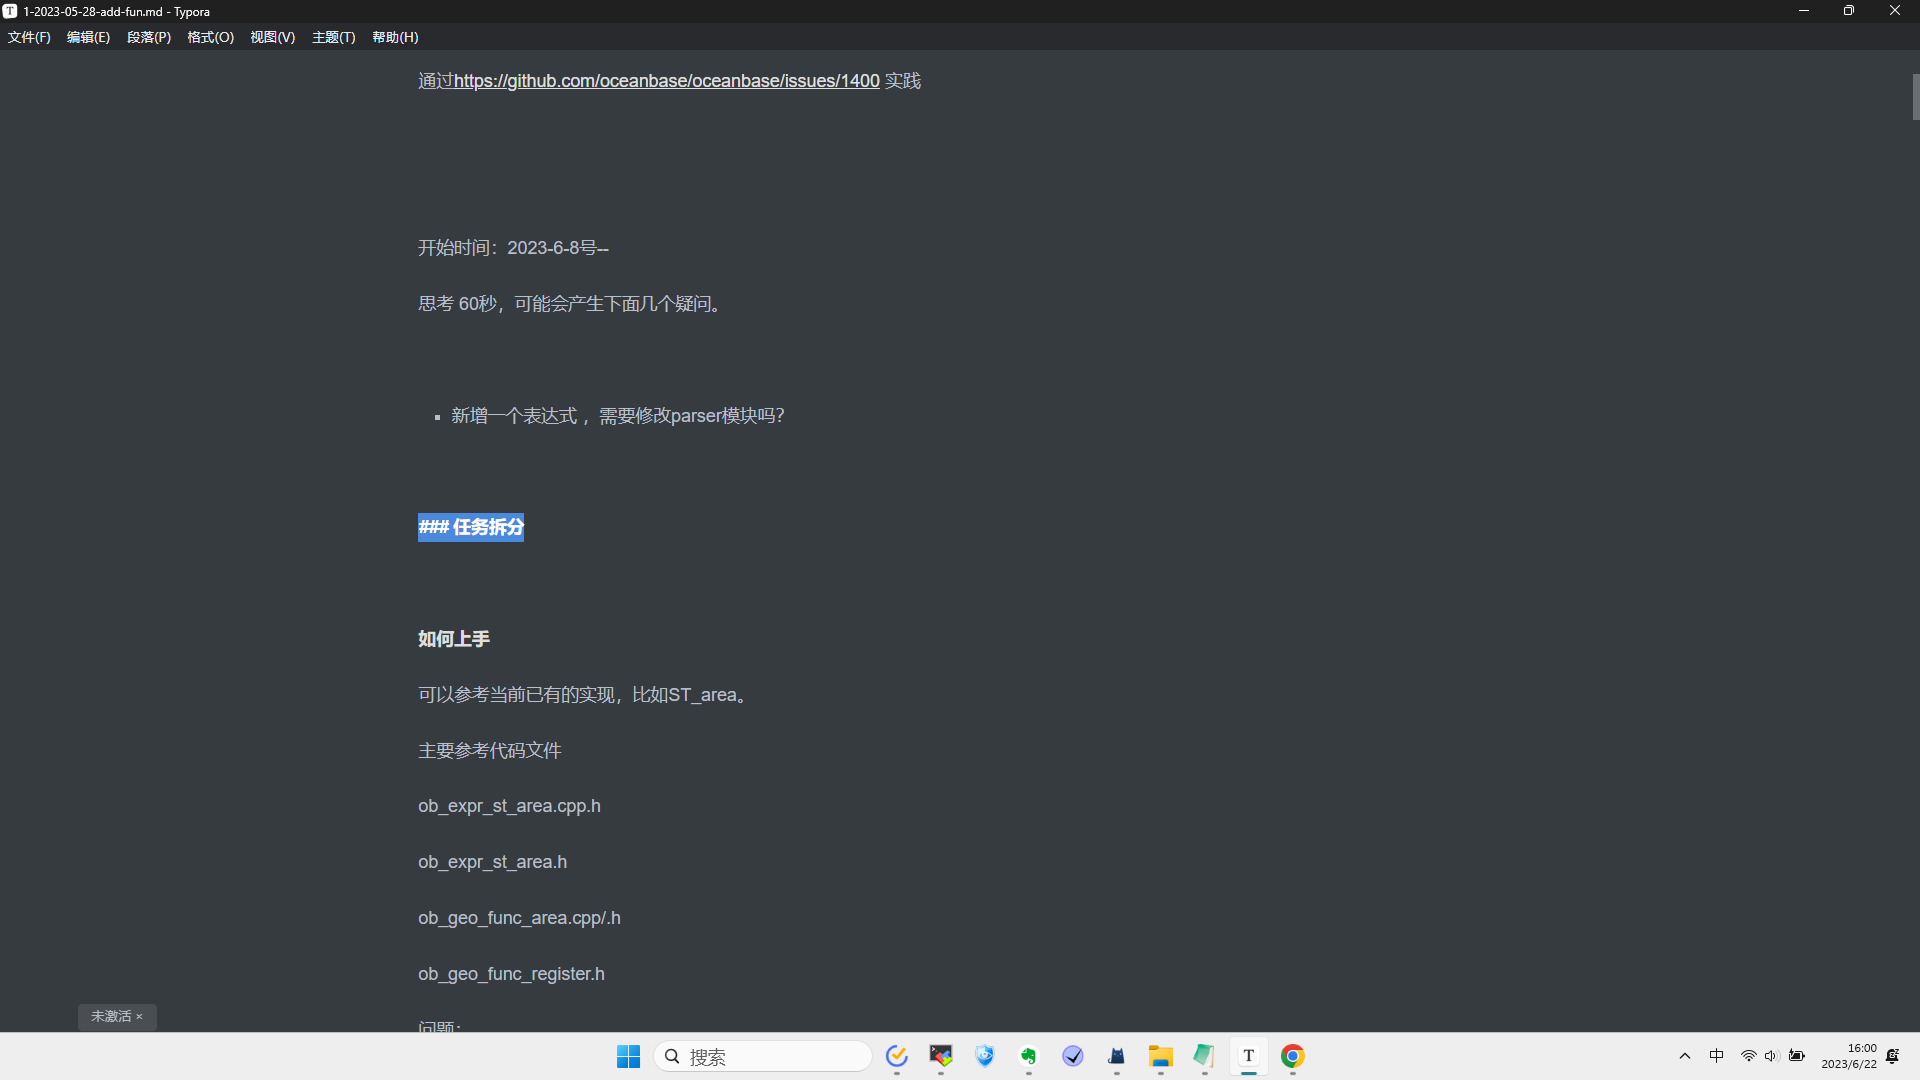 1-2023-05-28-add-fun.md - Typora
文件(F) 编辑(E) 段落(P) 格式(O) 视图(V) 主题(T) 帮助(H)
通过https://github.com/oceanbase/oceanbase/issues/1400 实践
开始时间：2023-6-8号--
思考 60秒，可能会产生下面几个疑问。
新增一个表达式 ，需要修改parser模块吗?
### 任务拆分
如何上手
可以参考当前已有的实现，比如ST_area。
主要参考代码文件
ob_expr_st_area.cpp.h
ob_expr_st_area.h
ob_geo_func_area.cpp/.h
ob_geo_func_register.h
未激活 ×
问题：
搜索
中
16:00
2023/6/22